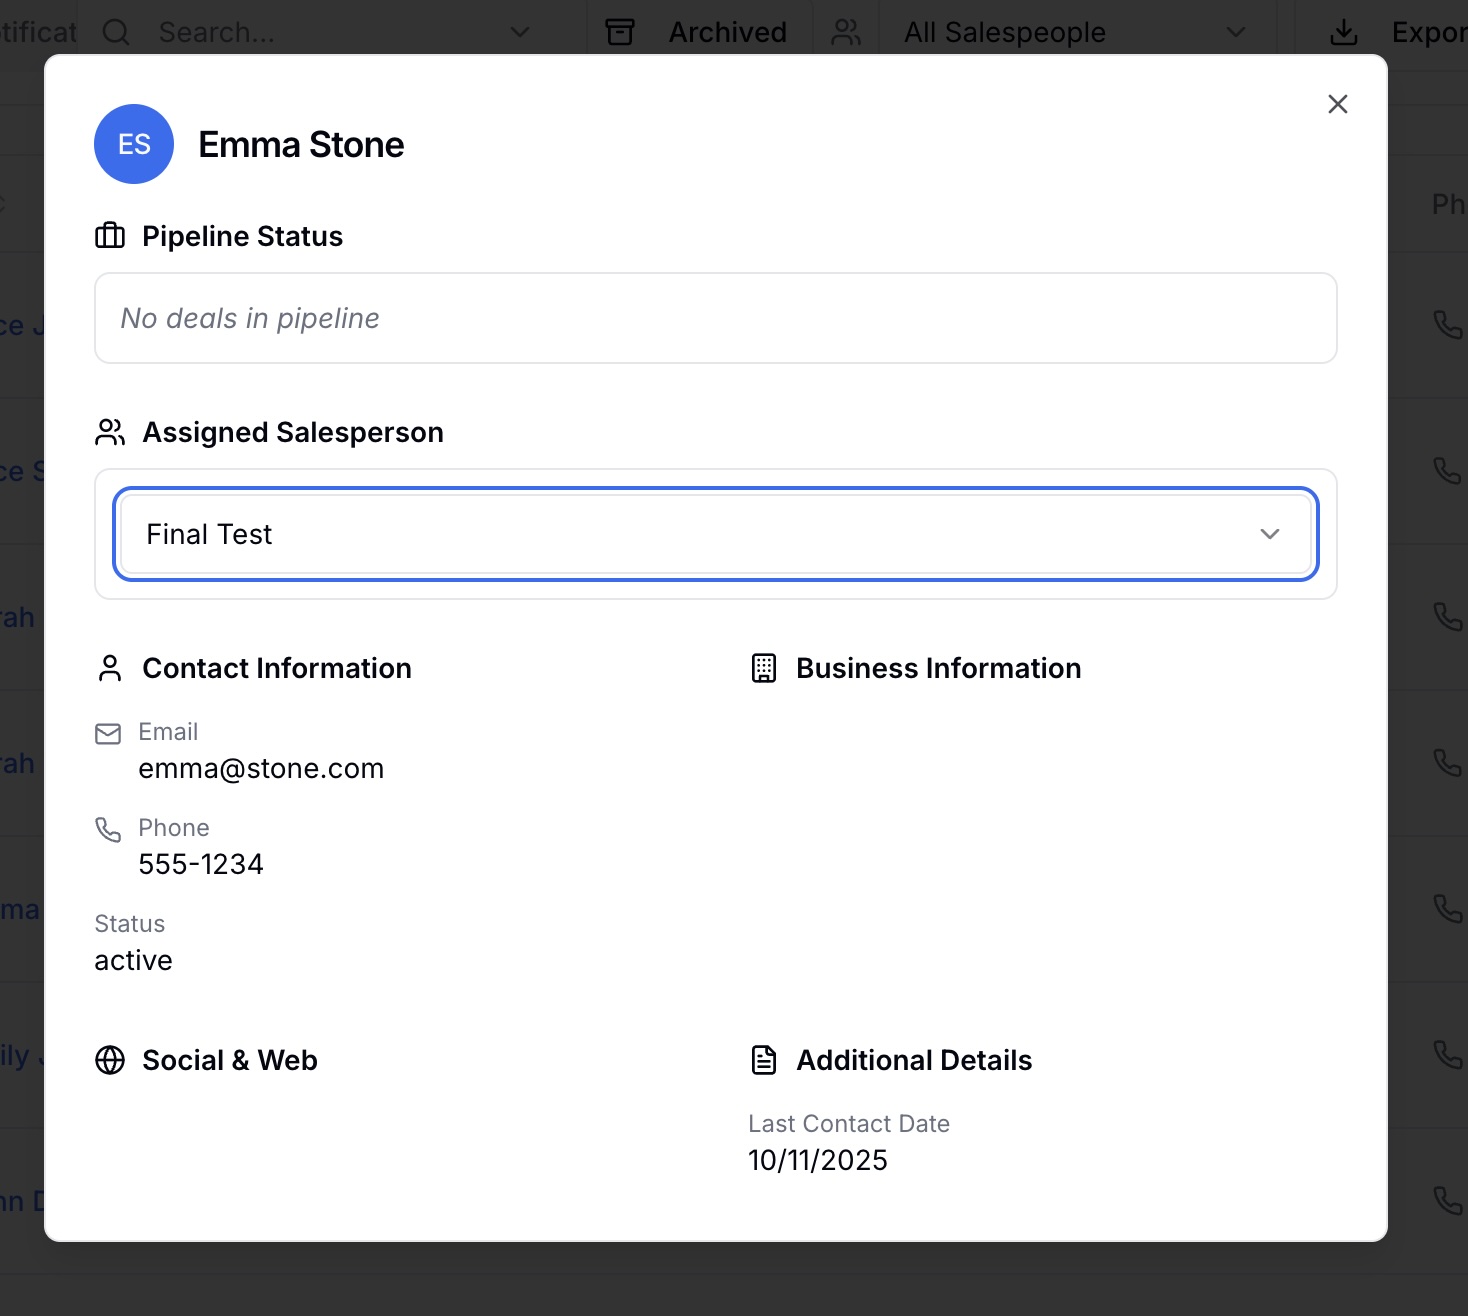 Search...
Archived
All Salespeople
ES
Emma Stone
Pipeline Status
No deals in pipeline
Assigned Salesperson
Final Test
Contact Information
Email
emma@stone.com
Phone
555-1234
Status
active
Business Information
Social & Web
Additional Details
Last Contact Date
10/11/2025